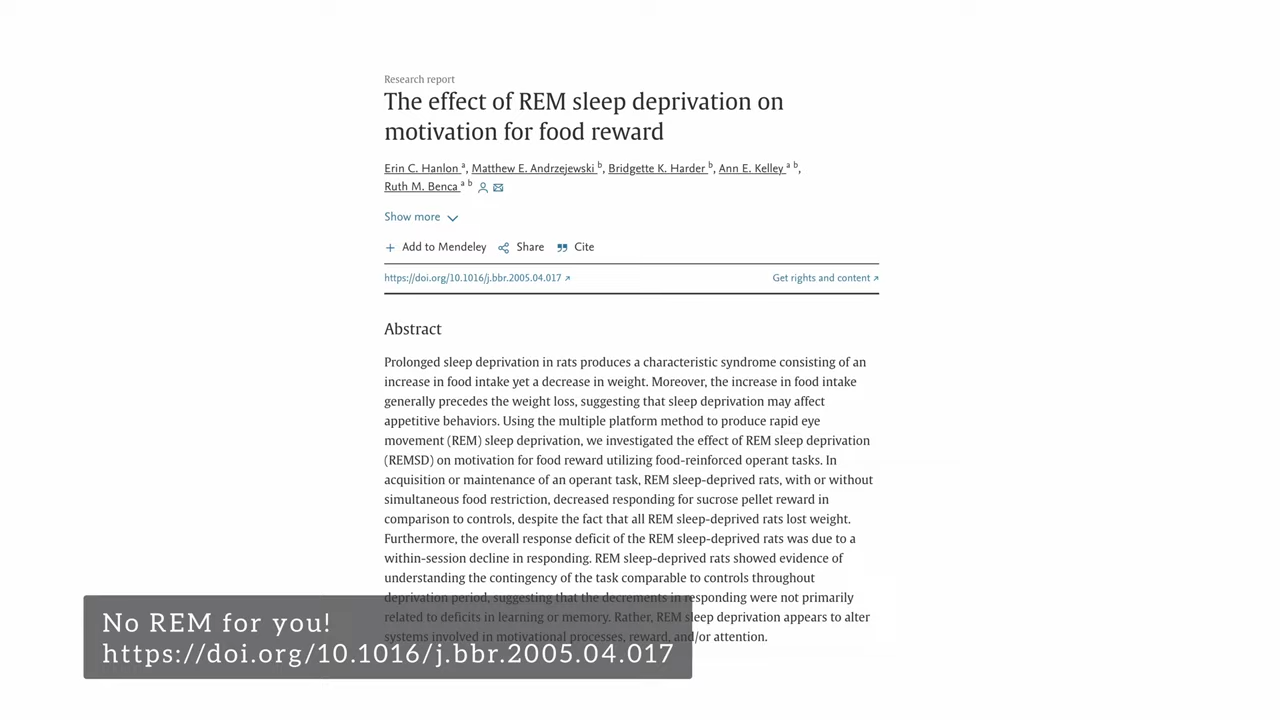 Research report
The effect of REM sleep deprivation on
motivation for food reward
Erin C. Hanlon a, Matthew E. Andrzejewski b, Bridgette K. Harder b, Ann E. Kelley a b,
Ruth M. Benca a b
Show more
Add to Mendeley Share Cite
https://doi.org/10.1016/j.bbr.2005.04.017 Get rights and content
Abstract
Prolonged sleep deprivation in rats produces a characteristic syndrome consisting of an
increase in food intake yet a decrease in weight. Moreover, the increase in food intake
generally precedes the weight loss, suggesting that sleep deprivation may affect
appetitive behaviors. Using the multiple platform method to produce rapid eye
movement (REM) sleep deprivation, we investigated the effect of REM sleep deprivation
(REMSD) on motivation for food reward utilizing food-reinforced operant tasks. In
acquisition or maintenance of an operant task, REM sleep-deprived rats, with or without
simultaneous food restriction, decreased responding for sucrose pellet reward in
comparison to controls, despite the fact that all REM sleep-deprived rats lost weight.
Furthermore, the overall response deficit of the REM sleep-deprived rats was due to a
within-session decline in responding. REM sleep-deprived rats showed evidence of
understanding the contingency of the task comparable to controls throughout
deprivation period, suggesting that the decrements in responding were not primarily
related to deficits in learning or memory. Rather, REM sleep deprivation appears to alter
systems involved in motivational processes, reward, and/or attention.
No REM for you!
https://doi.org/10.1016/j.bbr.2005.04.017